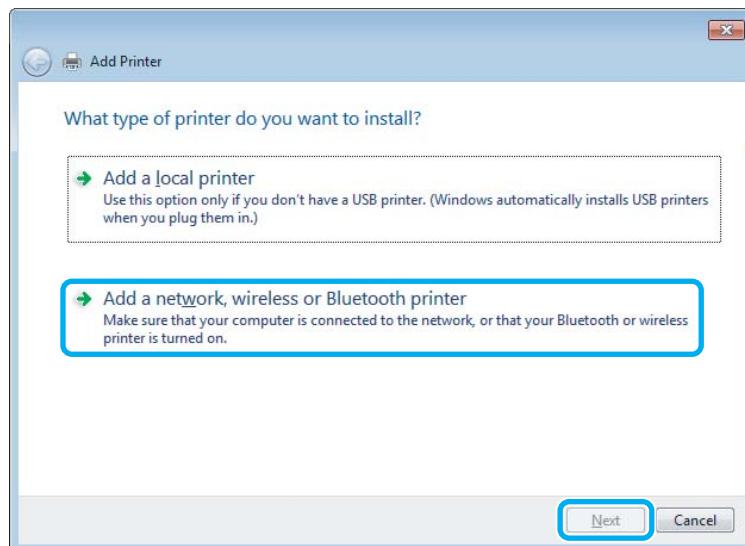 Add Printer
What type of printer do you want to install?
Add a local printer
Use this option only if you don't have a USB printer. (Windows automatically installs USB printers
when you plug them in.)
Add a network, wireless or Bluetooth printer
Make sure that your computer is connected to the network, or that your Bluetooth or wireless
printer is turned on.
Next Cancel